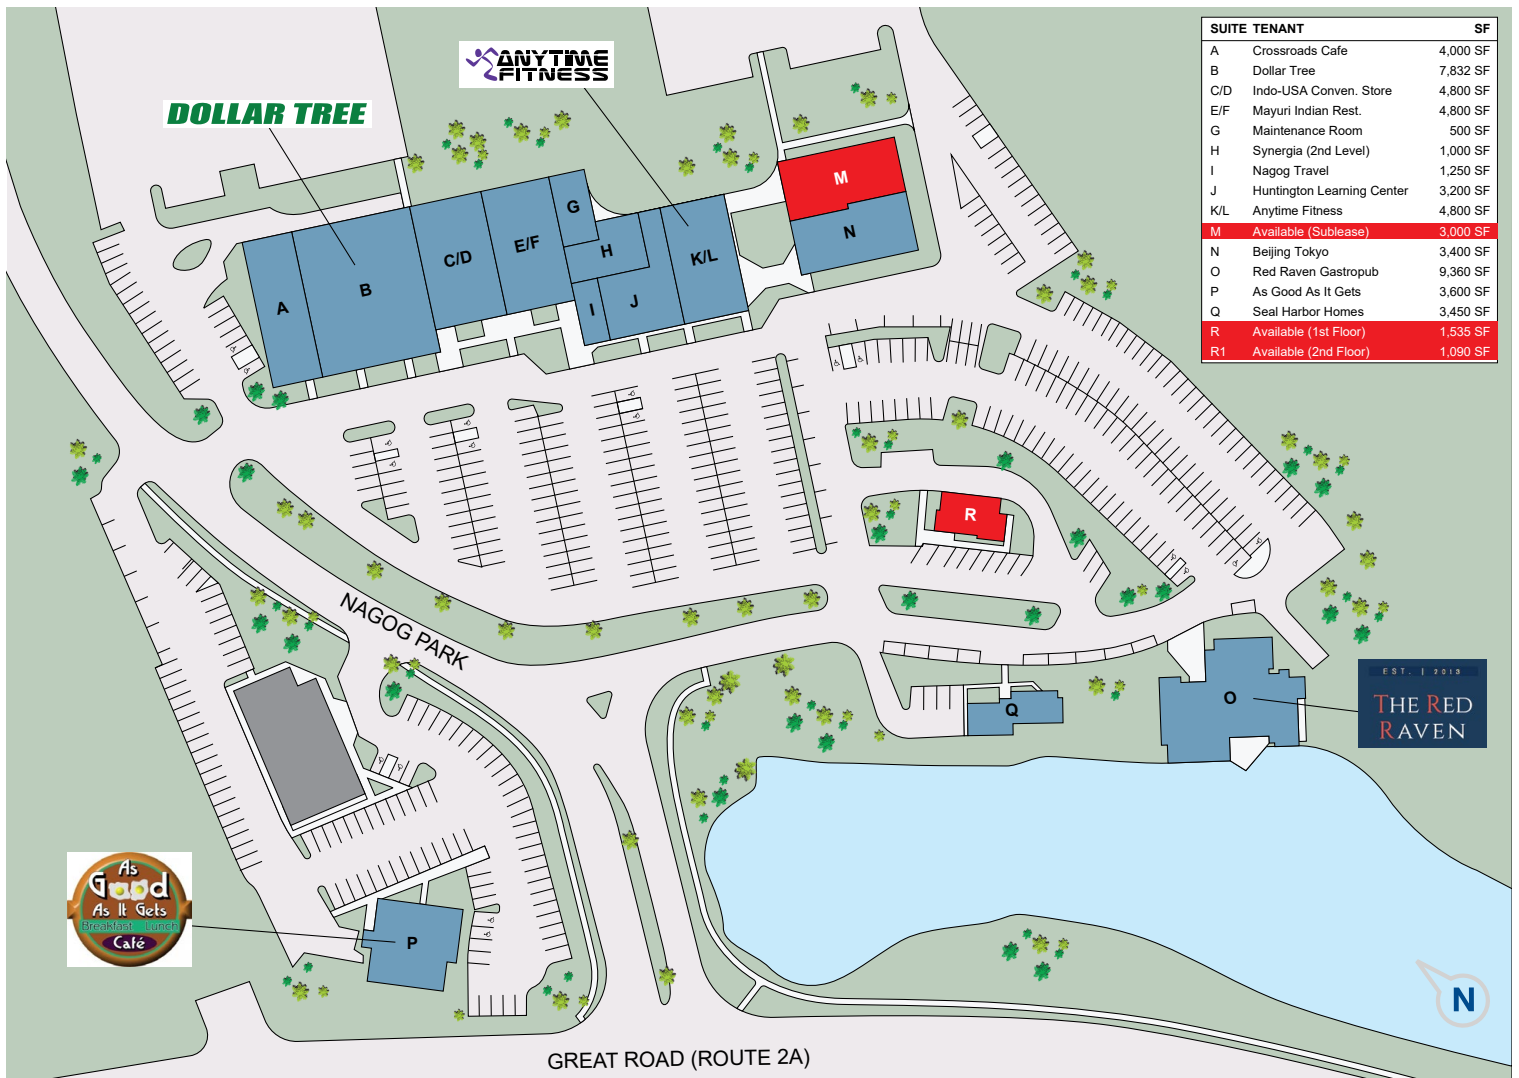 ANYTIME
FITNESS
DOLLAR TREE
SUITE TENANT SF
A Crossroads Cafe 4,000 SF
B Dollar Tree 7,832 SF
C/D Indo-USA Conven. Store 4,800 SF
E/F Mayuri Indian Rest. 4,800 SF
G Maintenance Room 500 SF
H Synergia (2nd Level) 1,000 SF
I Nagog Travel 1,250 SF
J Huntington Learning Center 3,200 SF
K/L Anytime Fitness 4,800 SF
M Available (Sublease) 3,000 SF
N Beijing Tokyo 3,400 SF
O Red Raven Gastropub 9,360 SF
P As Good As It Gets 3,600 SF
Q Seal Harbor Homes 3,450 SF
R Available (1st Floor) 1,535 SF
R1 Available (2nd Floor) 1,090 SF
A
B
C/D
E/F
G
H
I
J
K/L
M
N
R
NAGOG PARK
Q
O
EST. | 2013
THE RED
RAVEN
As
Good
As It Gets
Breakfast Lunch
Café
P
N
GREAT ROAD (ROUTE 2A)